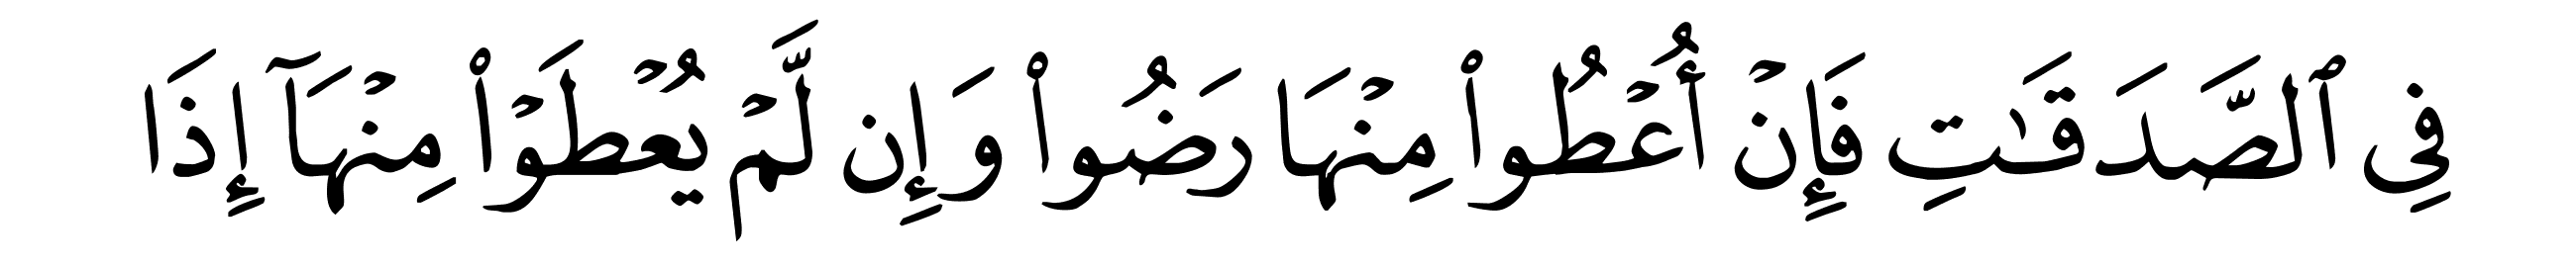 فِي ٱلصَّدَقَـٰتِ فَإِنۡ أُعۡطُواْ مِنۡهَا رَضُواْ وَإِن لَّمۡ يُعۡطَوۡاْ مِنۡهَآ إِذَا